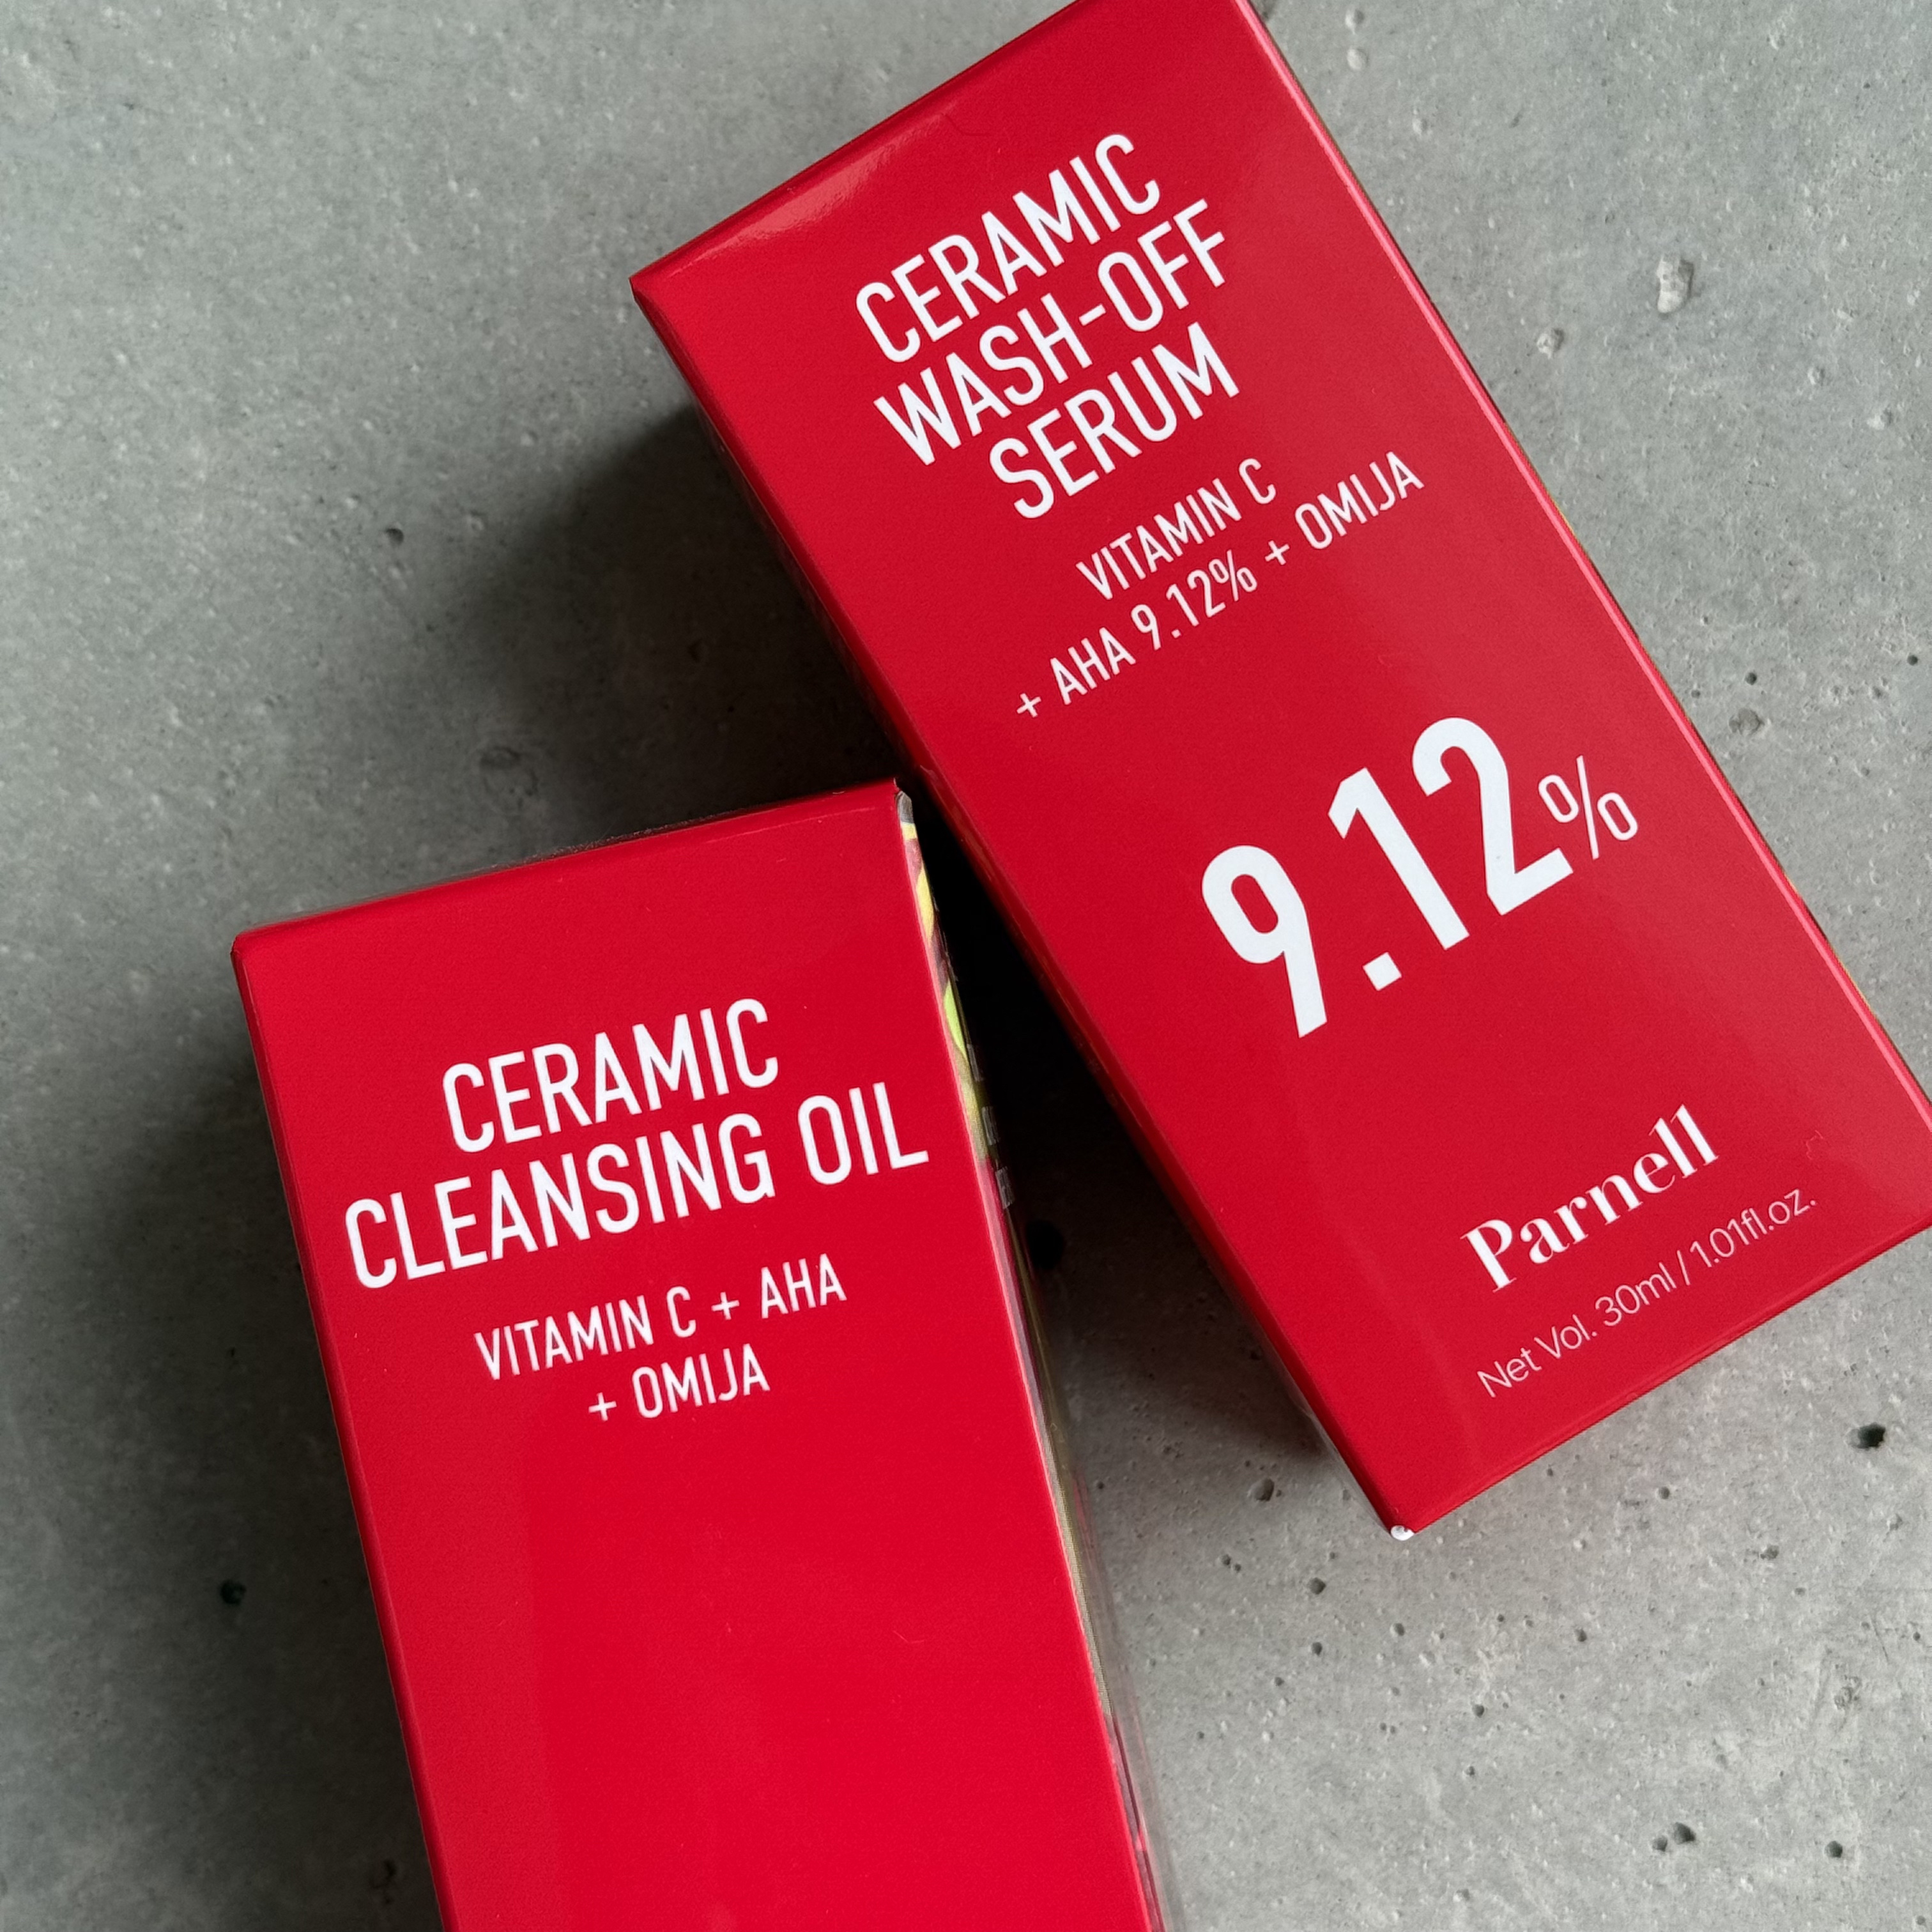 CERAMIC
WASH-OFF
SERUM
VITAMIN C
+ AHA 9.12% + OMIJA
9.12%
Parnell
Net Vol. 30ml / 1.01fl.oz.
CERAMIC
CLEANSING OIL
VITAMIN C + AHA
+ OMIJA